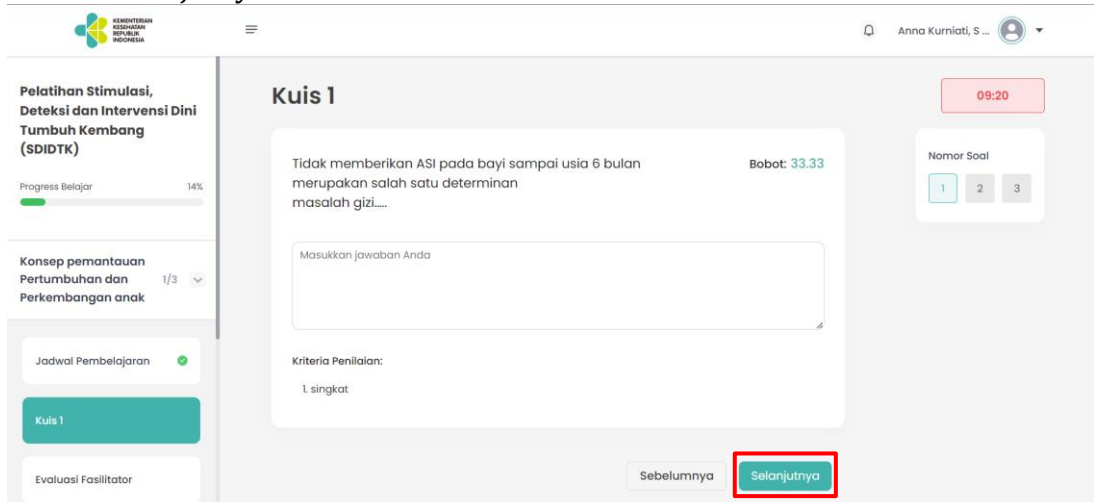 KEMENTERIAN
KESEHATAN
REPUBLIK
INDONESIA
Anna Kurniati, S ...
Pelatihan Stimulasi,
Deteksi dan Intervensi Dini
Tumbuh Kembang
(SDIDTK)
Progress Belajar 14%
Konsep pemantauan
Pertumbuhan dan 1/3
Perkembangan anak
Jadwal Pembelajaran
Kuis 1
Evaluasi Fasilitator
Kuis 1
09:20
Tidak memberikan ASI pada bayi sampai usia 6 bulan
merupakan salah satu determinan
masalah gizi.....
Bobot: 33.33
Masukkan jawaban Anda
Kriteria Penilaian:
1. singkat
Sebelumnya
Selanjutnya
Nomor Soal
1 2 3